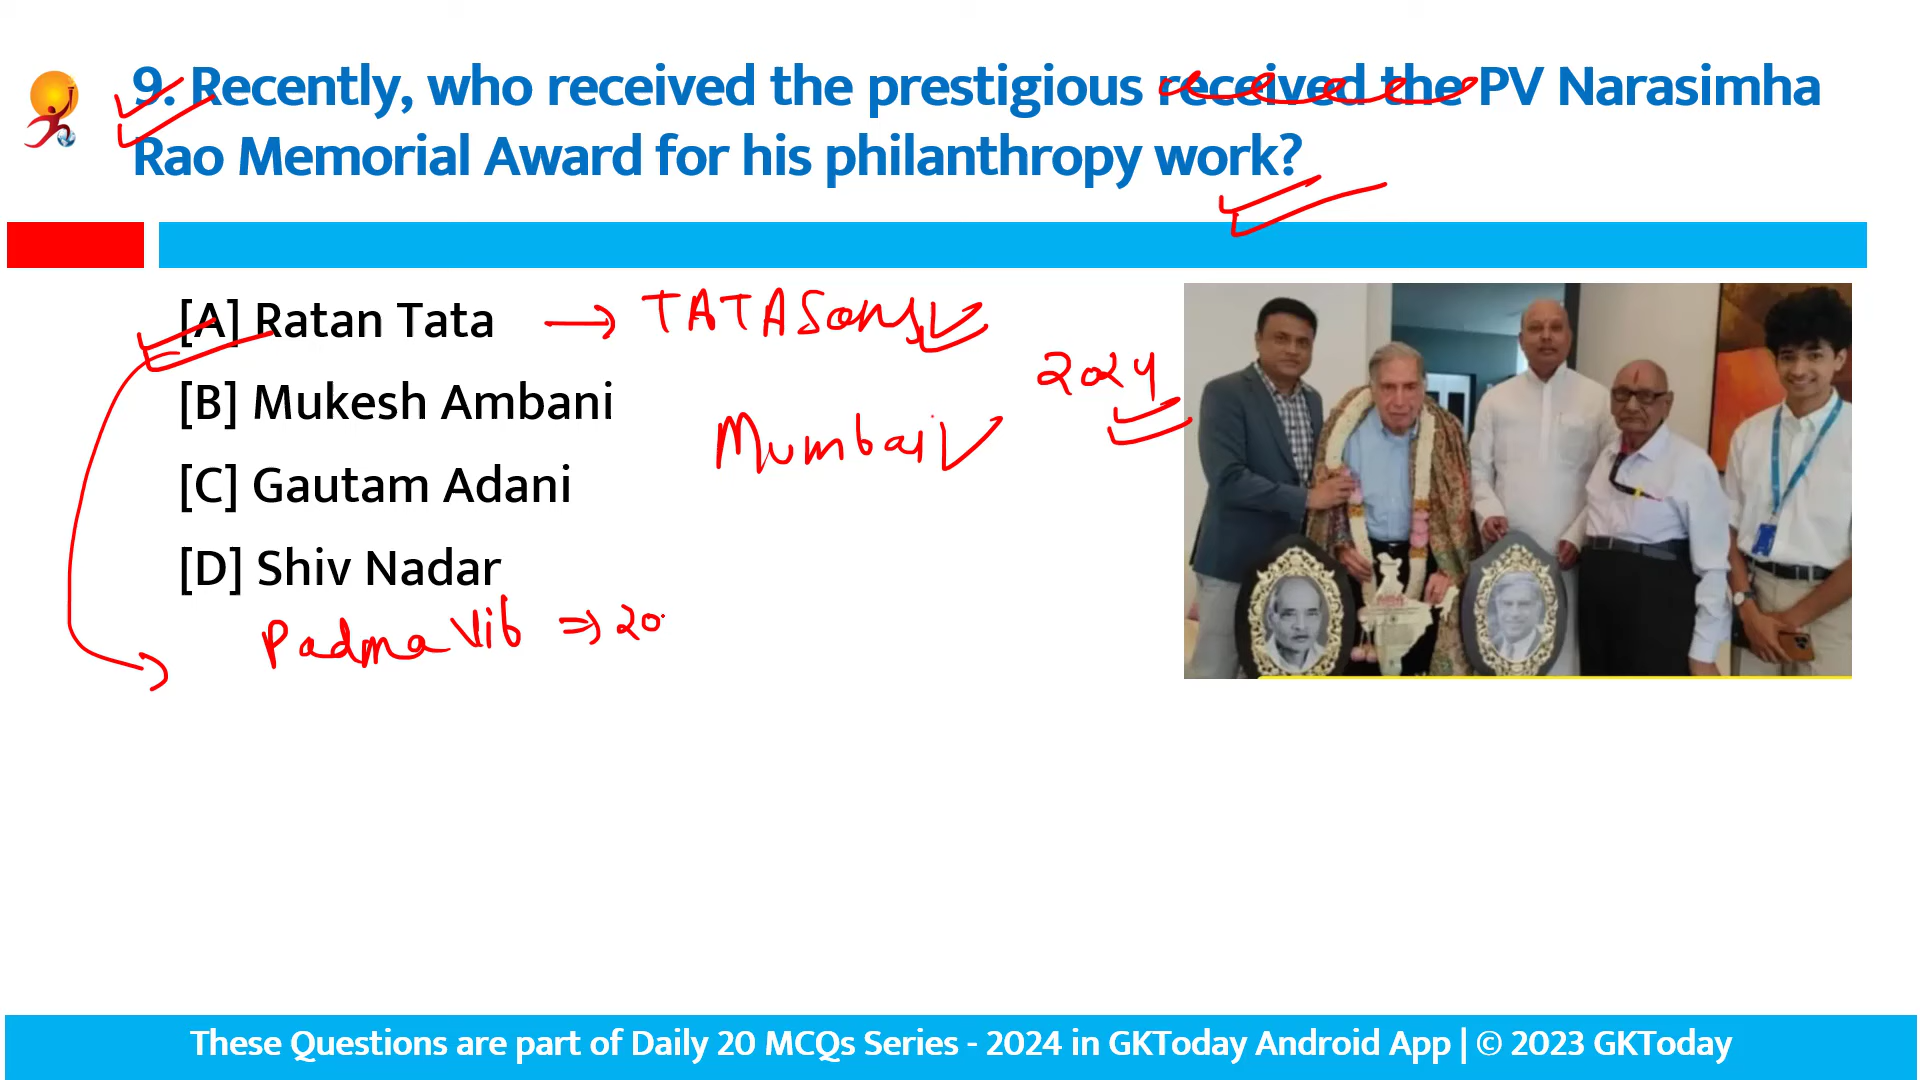 9. Recently, who received the prestigious received the PV Narasimha
Rao Memorial Award for his philanthropy work?
[A] Ratan Tata → TATA Sons
2024
[B] Mukesh Ambani
Mumbai
[C] Gautam Adani
[D] Shiv Nadar
Padma Vib ⇒ 20
These Questions are part of Daily 20 MCQs Series - 2024 in GKToday Android App | © 2023 GKToday